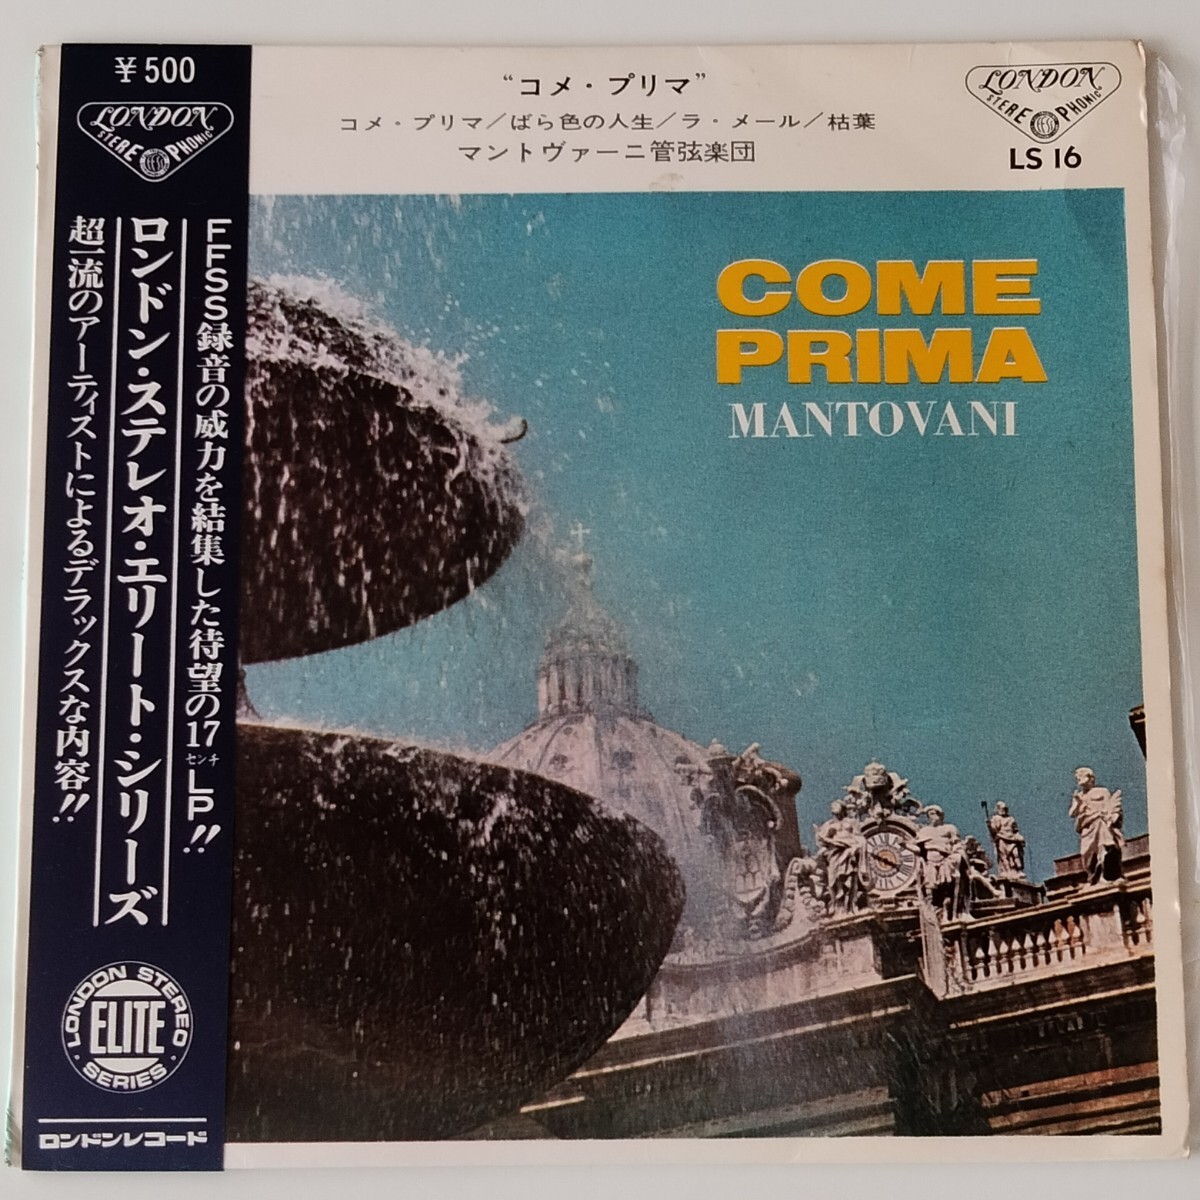 ¥500
LONDON
STEREO PHONIC
FFSS録音の威力を結集した待望の17センチLP!!
ロンドン・ステレオ・エリート・シリーズ
超一流のアーティストによるデラックスな内容!!
LONDON STEREO
ELITE
SERIES
ロンドンレコード
“コメ・プリマ”
コメ・プリマ/ばら色の人生/ラ・メール/枯葉
マントヴァーニ管弦楽団
LONDON
STEREO PHONIC
LS 16
COME
PRIMA
MANTOVANI